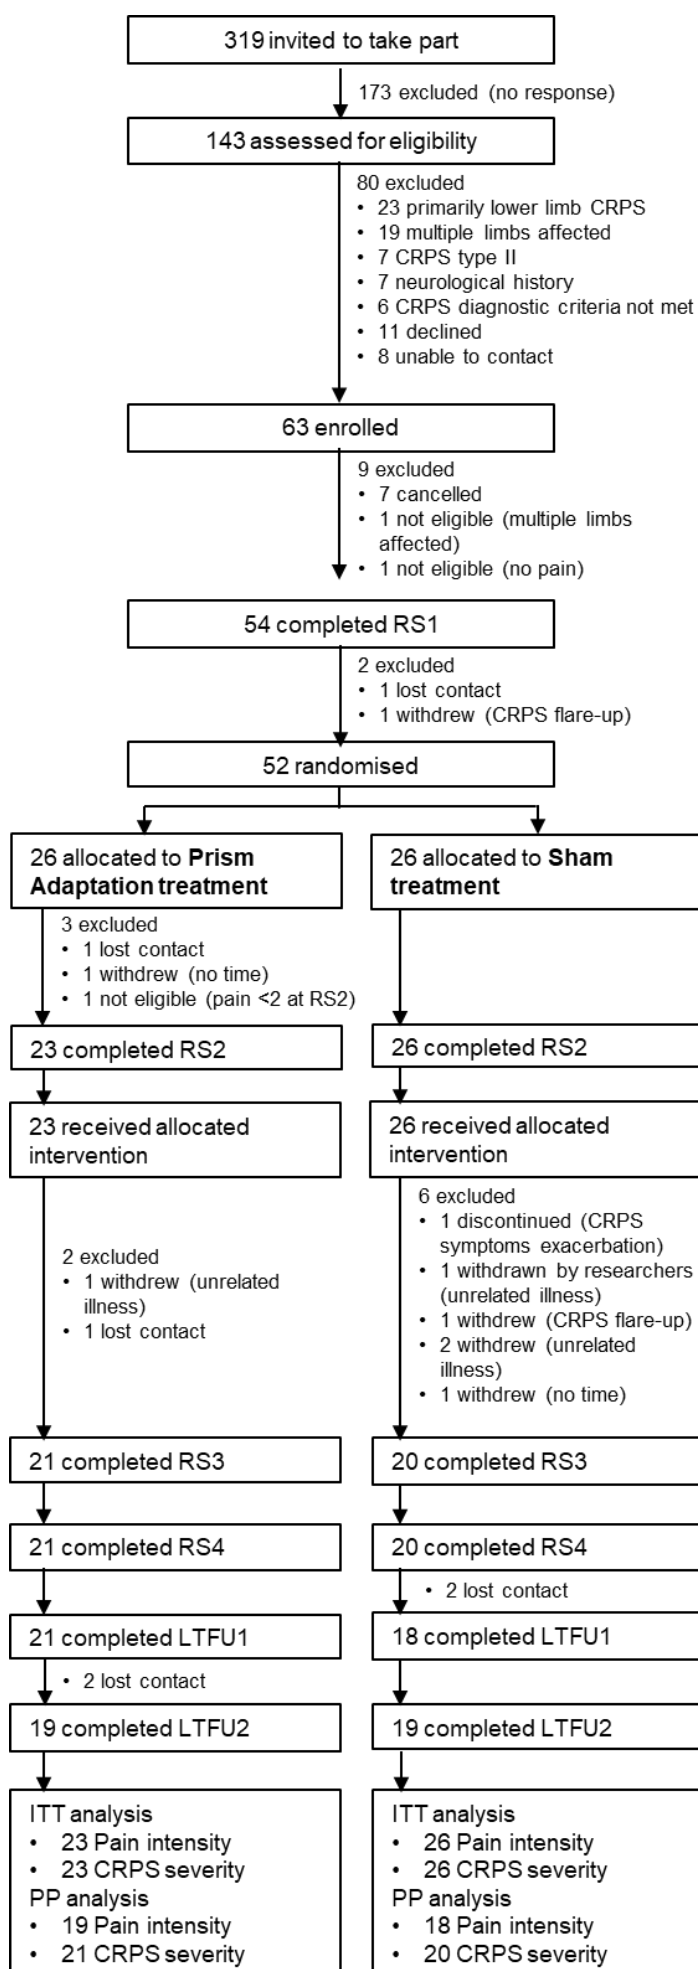 319 invited to take part
173 excluded (no response)
143 assessed for eligibility
80 excluded
• 23 primarily lower limb CRPS
• 19 multiple limbs affected
• 7 CRPS type II
• 7 neurological history
• 6 CRPS diagnostic criteria not met
• 11 declined
• 8 unable to contact
63 enrolled
9 excluded
• 7 cancelled
• 1 not eligible (multiple limbs
affected)
• 1 not eligible (no pain)
54 completed RS1
2 excluded
• 1 lost contact
• 1 withdrew (CRPS flare-up)
52 randomised
26 allocated to Prism
Adaptation treatment
3 excluded
• 1 lost contact
• 1 withdrew (no time)
• 1 not eligible (pain <2 at RS2)
23 completed RS2
23 received allocated
intervention
2 excluded
• 1 withdrew (unrelated
illness)
• 1 lost contact
21 completed RS3
21 completed RS4
21 completed LTFU1
• 2 lost contact
19 completed LTFU2
ITT analysis
• 23 Pain intensity
• 23 CRPS severity
PP analysis
• 19 Pain intensity
• 21 CRPS severity
26 allocated to Sham
treatment
26 completed RS2
26 received allocated
intervention
6 excluded
• 1 discontinued (CRPS
symptoms exacerbation)
• 1 withdrawn by researchers
(unrelated illness)
• 1 withdrew (CRPS flare-up)
• 2 withdrew (unrelated
illness)
• 1 withdrew (no time)
20 completed RS3
20 completed RS4
• 2 lost contact
18 completed LTFU1
19 completed LTFU2
ITT analysis
• 26 Pain intensity
• 26 CRPS severity
PP analysis
• 18 Pain intensity
• 20 CRPS severity